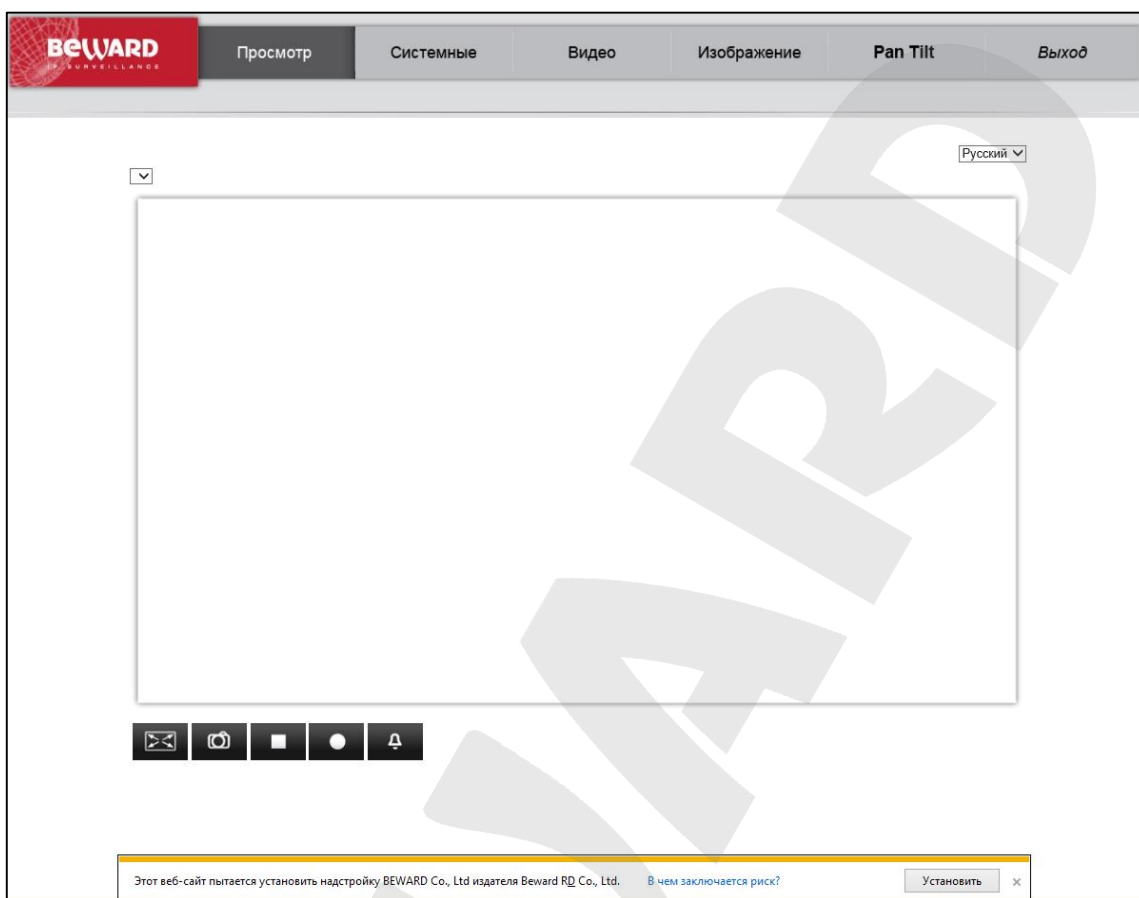 BEWARD
IP SURVEILLANCE
Просмотр
Системные
Видео
Изображение
Pan Tilt
Выход
Русский
Этот веб-сайт пытается установить надстройку BEWARD Co., Ltd издателя Beward RD Co., Ltd.
В чем заключается риск?
Установить
×
WARD